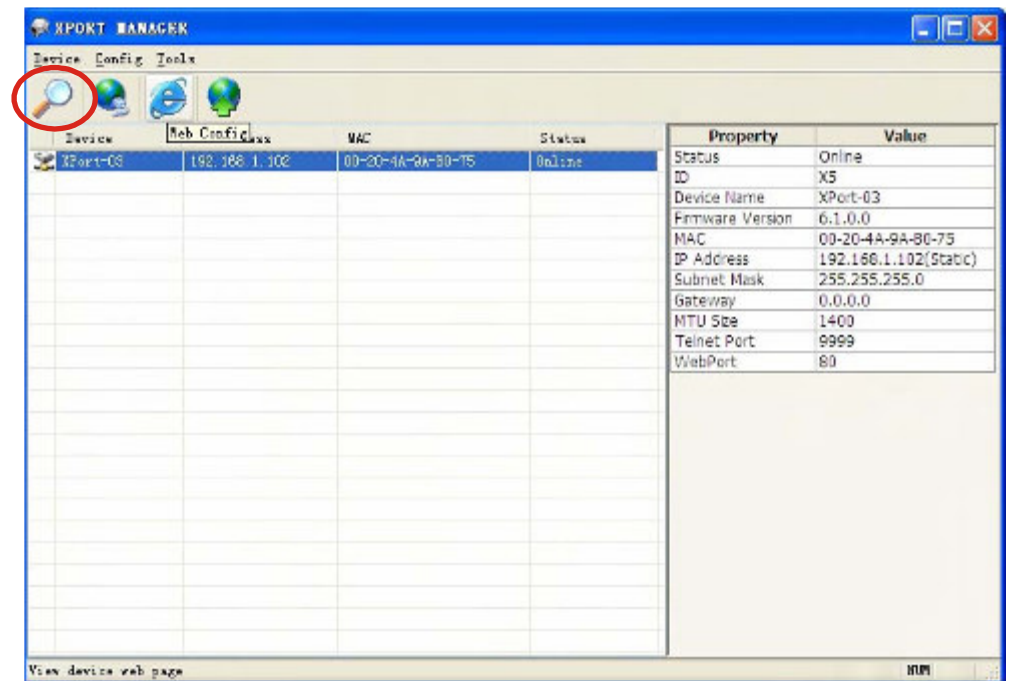 XPORT MANAGER
Device Config Tools
Web Config
Device ess MAC Status
XPort-03 192.168.1.102 00-20-4A-9A-80-75 Online
Property Value
Status Online
ID X5
Device Name XPort-03
Firmware Version 6.1.0.0
MAC 00-20-4A-9A-80-75
IP Address 192.168.1.102(Static)
Subnet Mask 255.255.255.0
Gateway 0.0.0.0
MTU Size 1400
Telnet Port 9999
WebPort 80
View device web page NUM